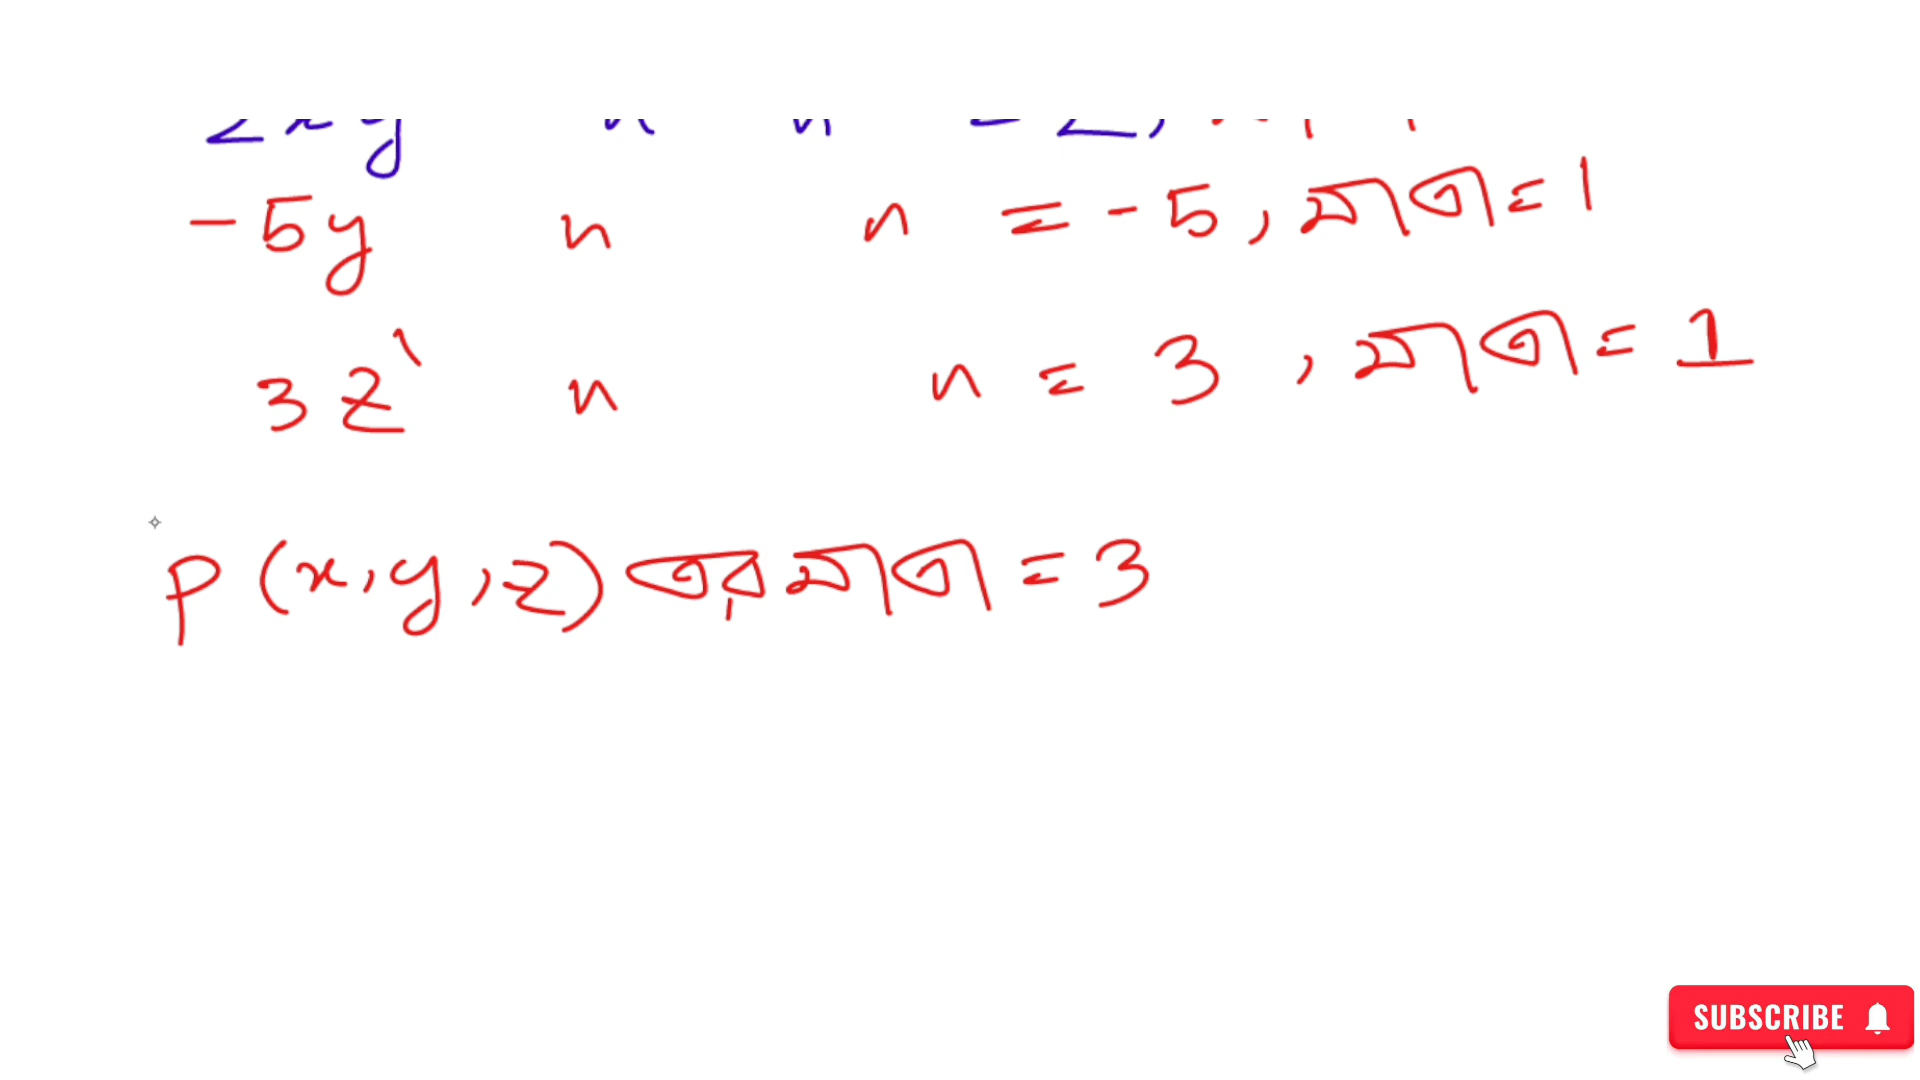 -5y " " = -5, মাত্রা = 1
3z¹ " " = 3, মাত্রা = 1
P(x, y, z) এর মাত্রা = 3
SUBSCRIBE